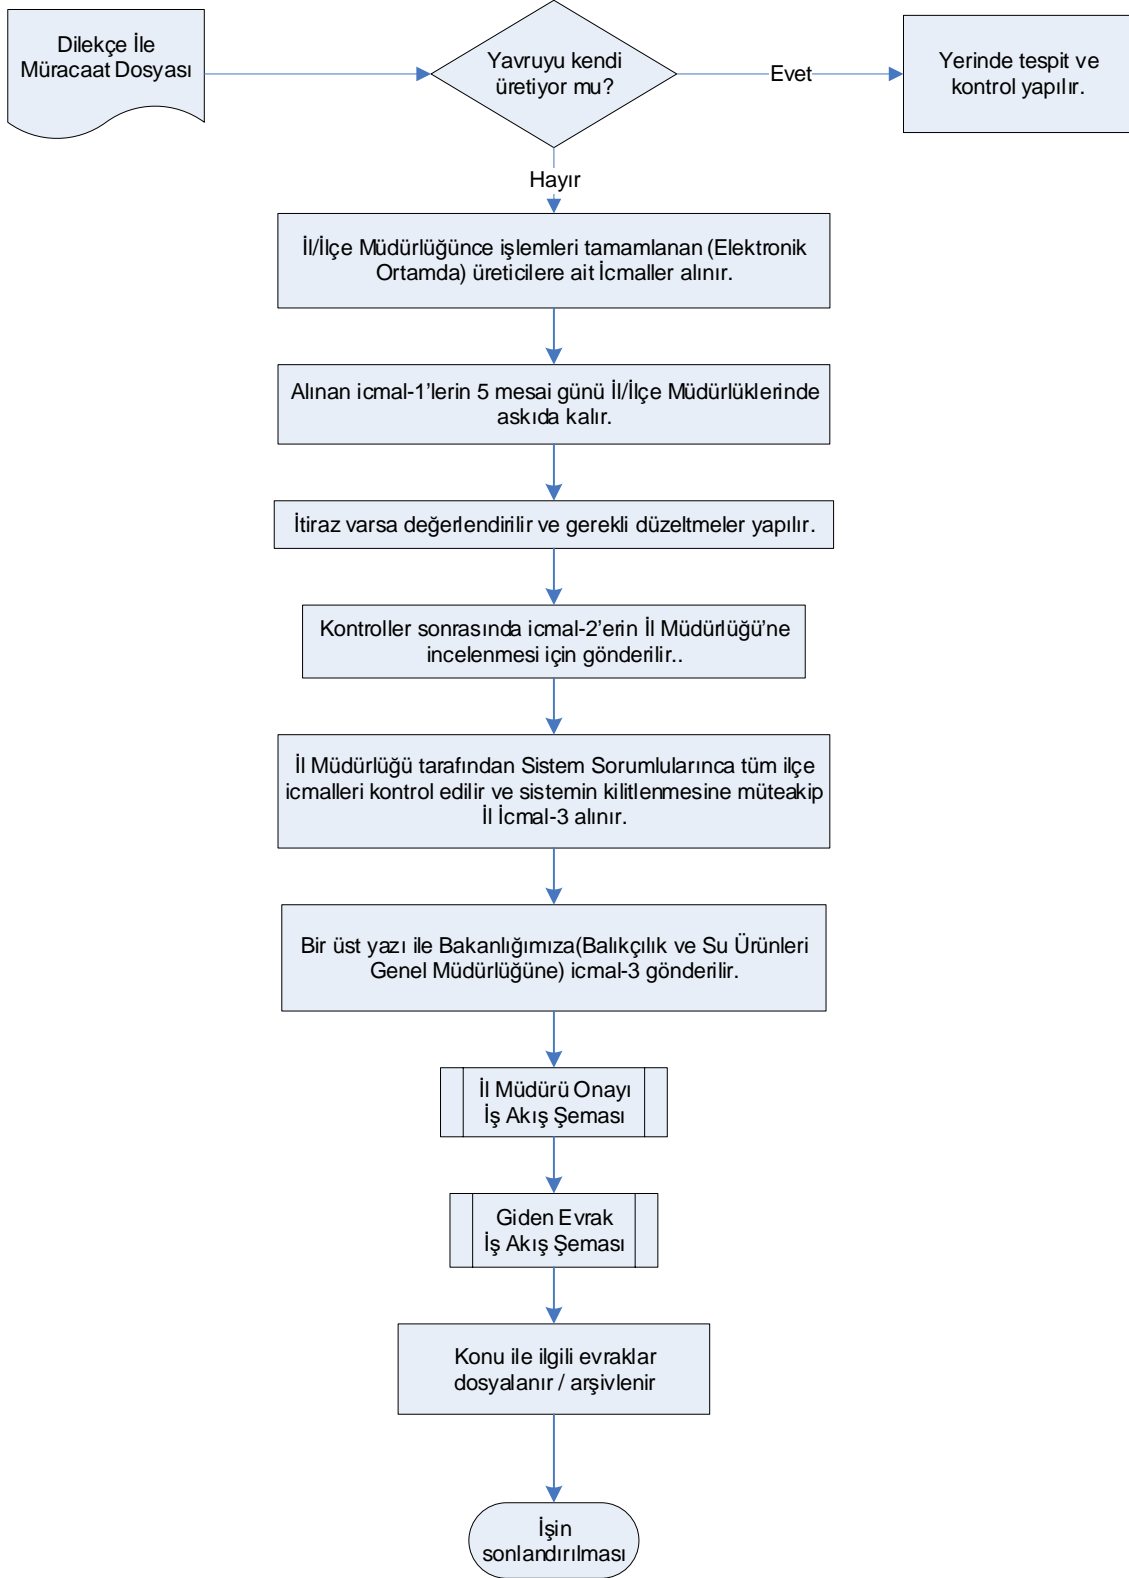 Dilekçe İle
Müracaat Dosyası
Yavruyu kendi
üretiyor mu?
Evet
Yerinde tespit ve
kontrol yapılır.
Hayır
İl/İlçe Müdürlüğünce işlemleri tamamlanan (Elektronik
Ortamda) üreticilere ait İcmaller alınır.
Alınan icmal-1’lerin 5 mesai günü İl/İlçe Müdürlüklerinde
askıda kalır.
İtiraz varsa değerlendirilir ve gerekli düzeltmeler yapılır.
Kontroller sonrasında icmal-2’erin İl Müdürlüğü’ne
incelenmesi için gönderilir..
İl Müdürlüğü tarafından Sistem Sorumlularınca tüm ilçe
icmalleri kontrol edilir ve sistemin kilitlenmesine müteakip
İl İcmal-3 alınır.
Bir üst yazı ile Bakanlığımıza(Balıkçılık ve Su Ürünleri
Genel Müdürlüğüne) icmal-3 gönderilir.
İl Müdürü Onayı
İş Akış Şeması
Giden Evrak
İş Akış Şeması
Konu ile ilgili evraklar
dosyalanır / arşivlenir
İşin
sonlandırılması